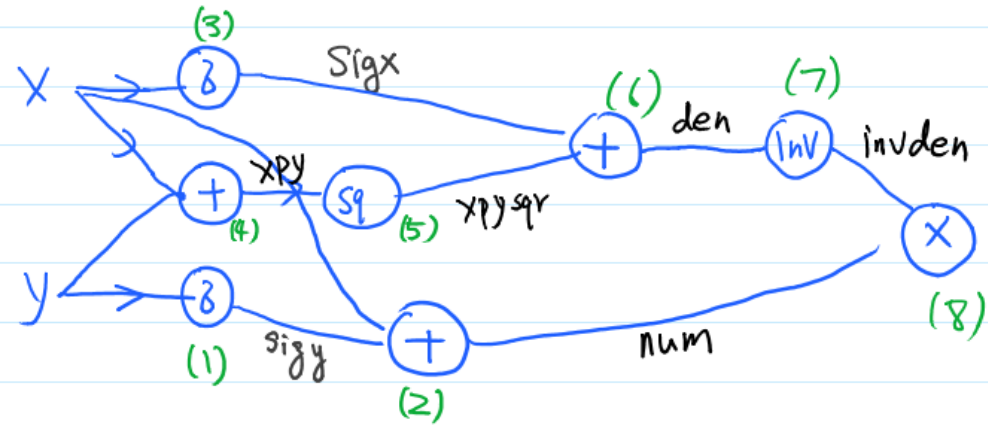 (3)
X
δ
Sigx
(6)
(7)
+
den
Inv
invden
+
xpy
sq
xpysqr
(4)
(5)
X
y
δ
sigy
+
num
(8)
(1)
(2)